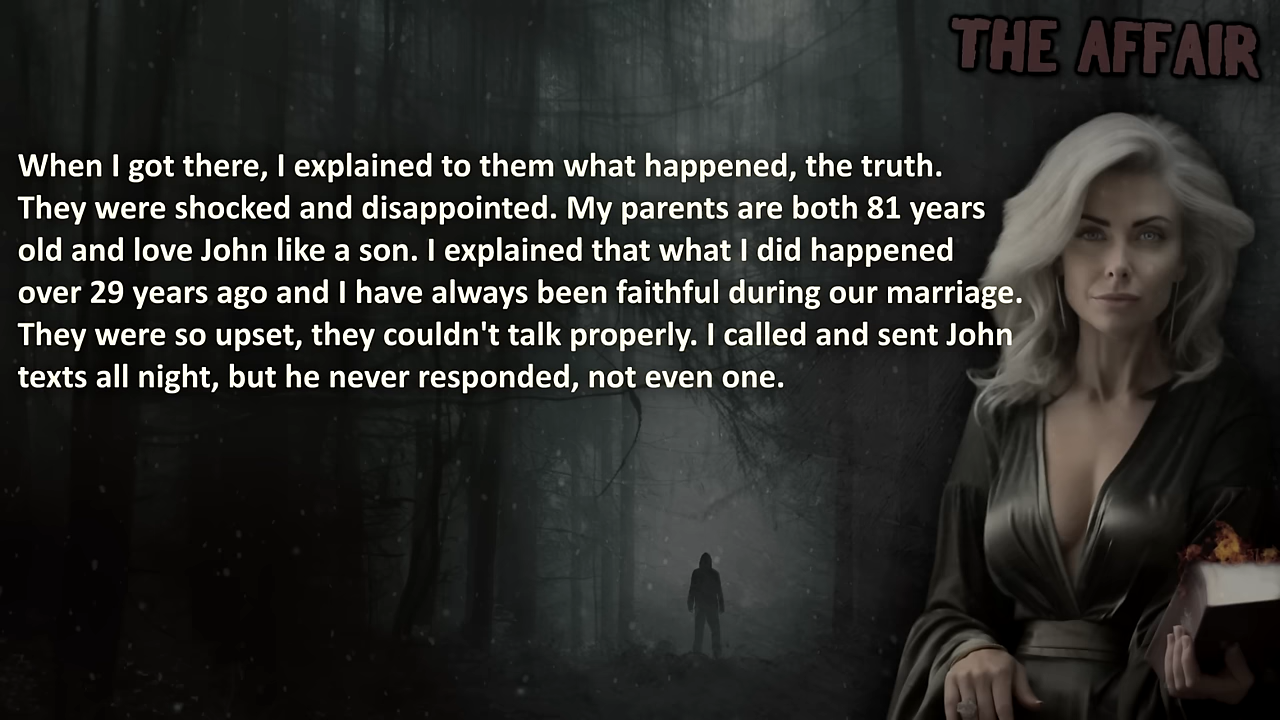 THE AFFAIR
When I got there, I explained to them what happened, the truth.
They were shocked and disappointed. My parents are both 81 years
old and love John like a son. I explained that what I did happened
over 29 years ago and I have always been faithful during our marriage.
They were so upset, they couldn't talk properly. I called and sent John
texts all night, but he never responded, not even one.